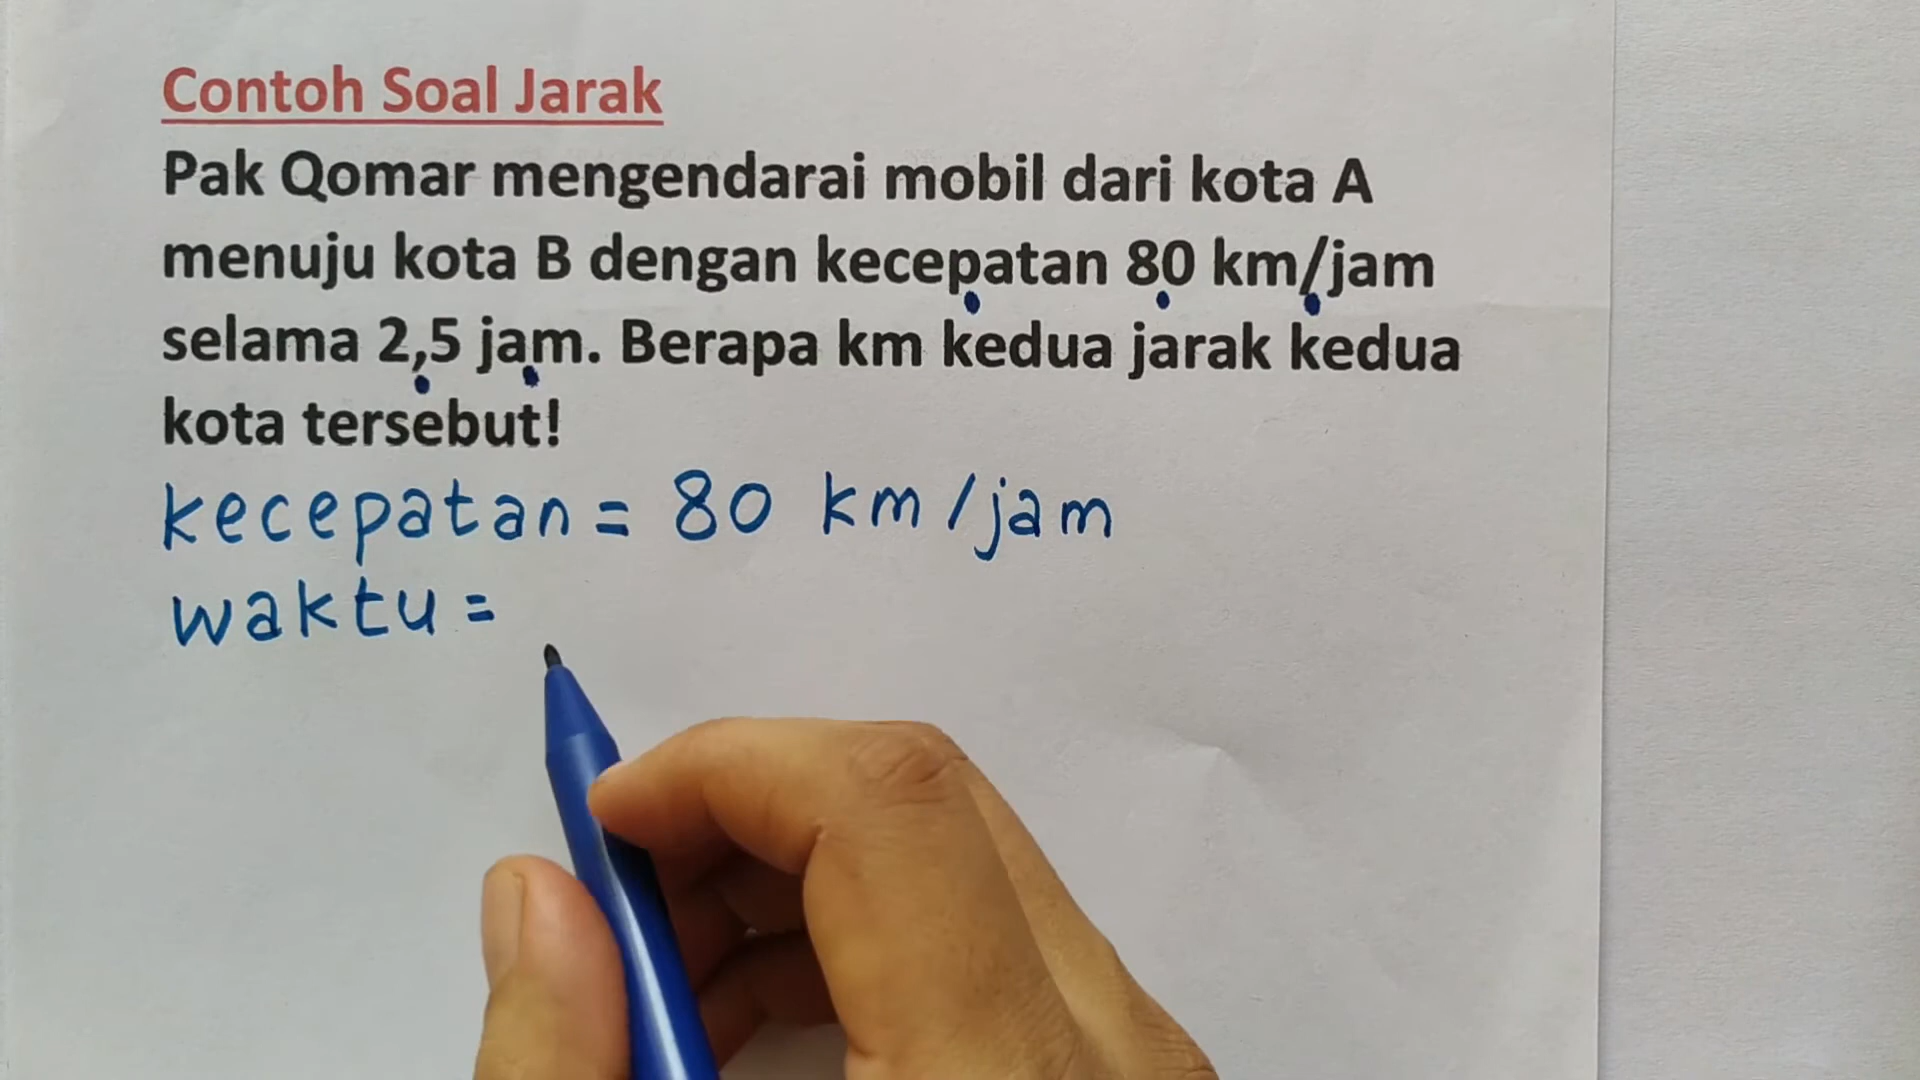 Contoh Soal Jarak
Pak Qomar mengendarai mobil dari kota A
menuju kota B dengan kecepatan 80 km/jam
selama 2,5 jam. Berapa km kedua jarak kedua
kota tersebut!
kecepatan = 80 km/jam
waktu =